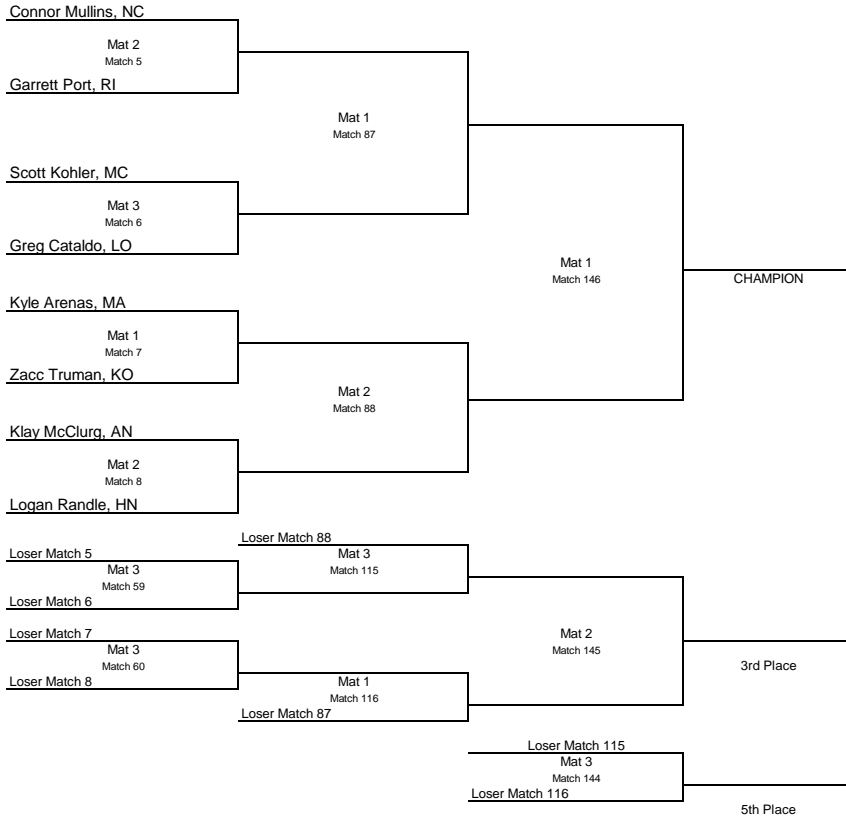 Connor Mullins, NC
Mat 2
Match 5
Garrett Port, RI
Mat 1
Match 87
Scott Kohler, MC
Mat 3
Match 6
Greg Cataldo, LO
Mat 1
Match 146
CHAMPION
Kyle Arenas, MA
Mat 1
Match 7
Zacc Truman, KO
Mat 2
Match 88
Klay McClurg, AN
Mat 2
Match 8
Logan Randle, HN
Loser Match 88
Loser Match 5
Mat 3
Match 115
Mat 3
Match 59
Loser Match 6
Loser Match 7
Mat 2
Match 145
Mat 3
Match 60
3rd Place
Loser Match 8
Mat 1
Match 116
Loser Match 87
Loser Match 115
Mat 3
Match 144
Loser Match 116
5th Place